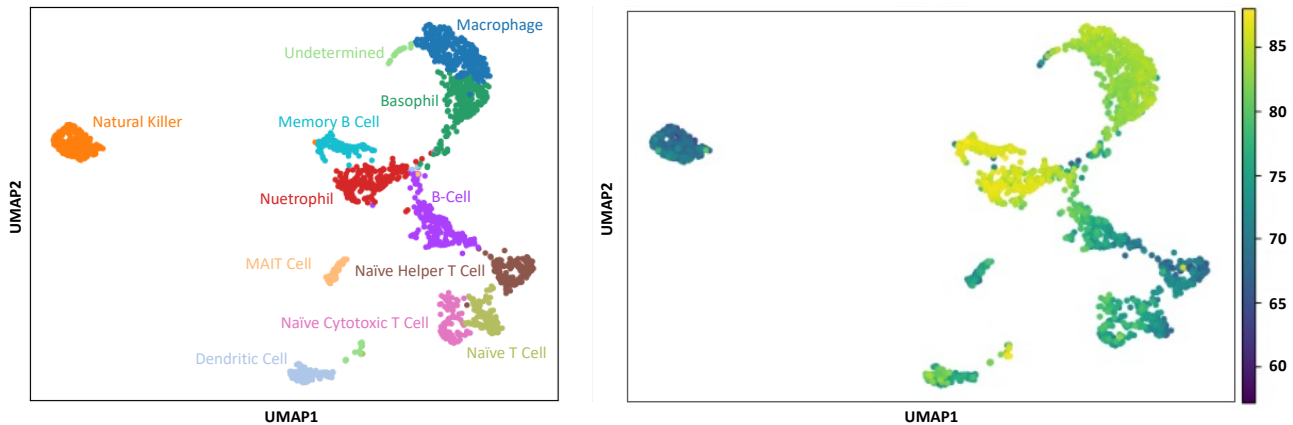 Macrophage
Undetermined
Basophil
Natural Killer
Memory B Cell
Nuetrophil
B-Cell
MAIT Cell
Naïve Helper T Cell
Naïve Cytotoxic T Cell
Naïve T Cell
Dendritic Cell
UMAP2
UMAP1
UMAP2
UMAP1
85
80
75
70
65
60